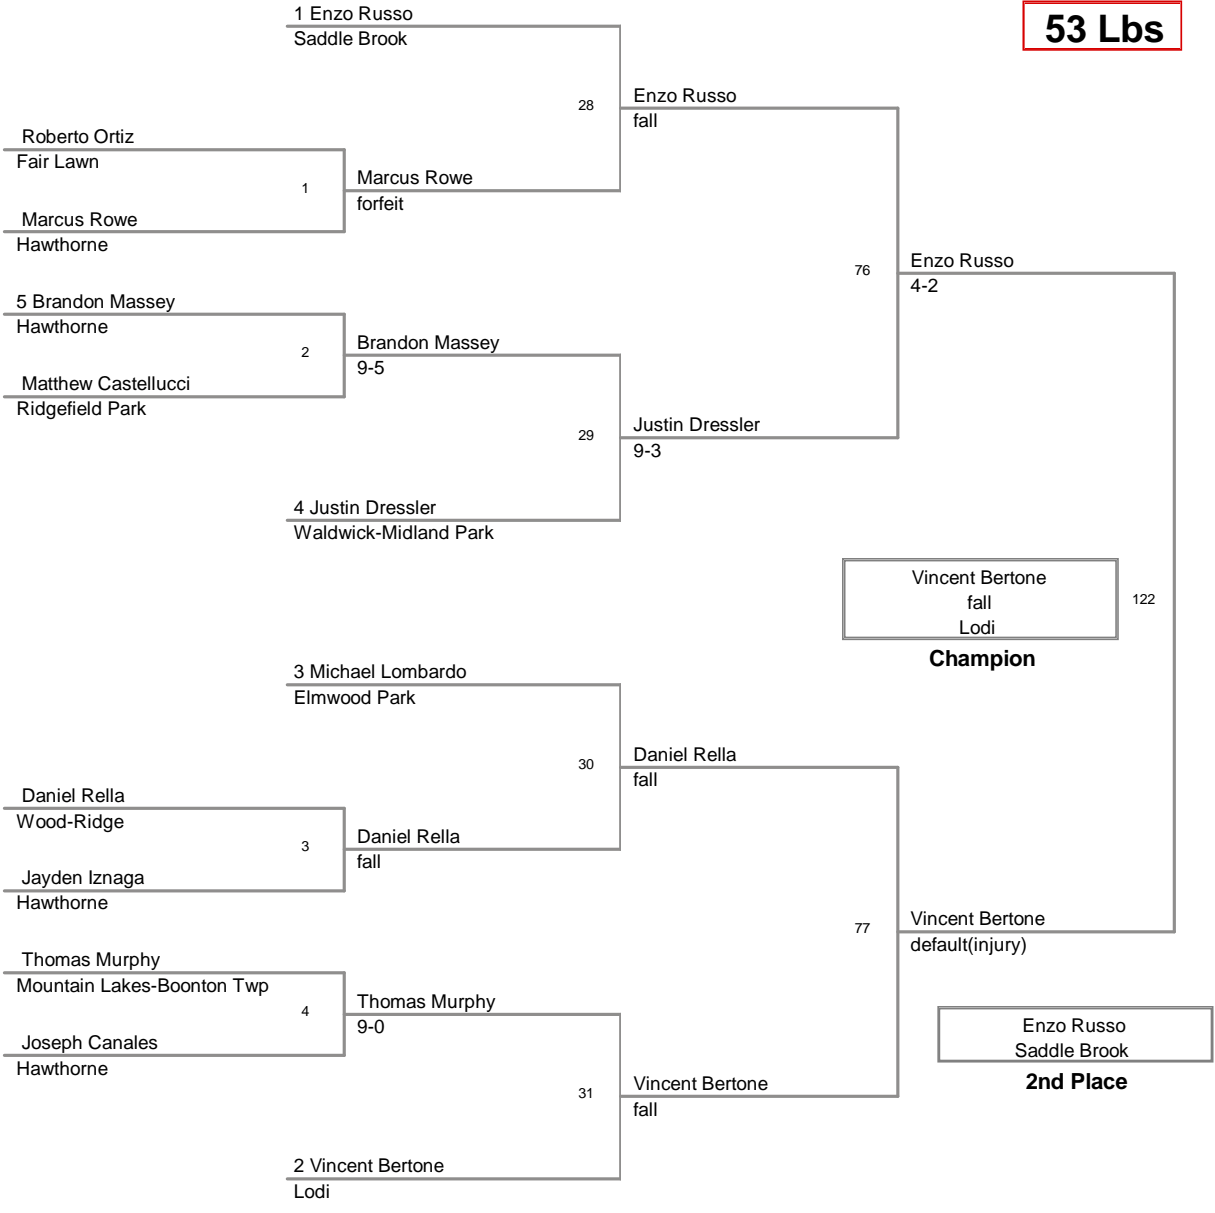 1 Enzo Russo
53 Lbs
Saddle Brook
28
Enzo Russo
fall
Roberto Ortiz
Fair Lawn
1
Marcus Rowe
forfeit
Marcus Rowe
Hawthorne
76
Enzo Russo
4-2
5 Brandon Massey
Hawthorne
2
Brandon Massey
9-5
Matthew Castellucci
Ridgefield Park
29
Justin Dressler
9-3
4 Justin Dressler
Waldwick-Midland Park
Vincent Bertone
fall
Lodi
122
Champion
3 Michael Lombardo
Elmwood Park
30
Daniel Rella
fall
Daniel Rella
Wood-Ridge
3
Daniel Rella
fall
Jayden Iznaga
Hawthorne
77
Vincent Bertone
default(injury)
Thomas Murphy
Mountain Lakes-Boonton Twp
4
Thomas Murphy
9-0
Joseph Canales
Hawthorne
Enzo Russo
Saddle Brook
2nd Place
31
Vincent Bertone
fall
2 Vincent Bertone
Lodi